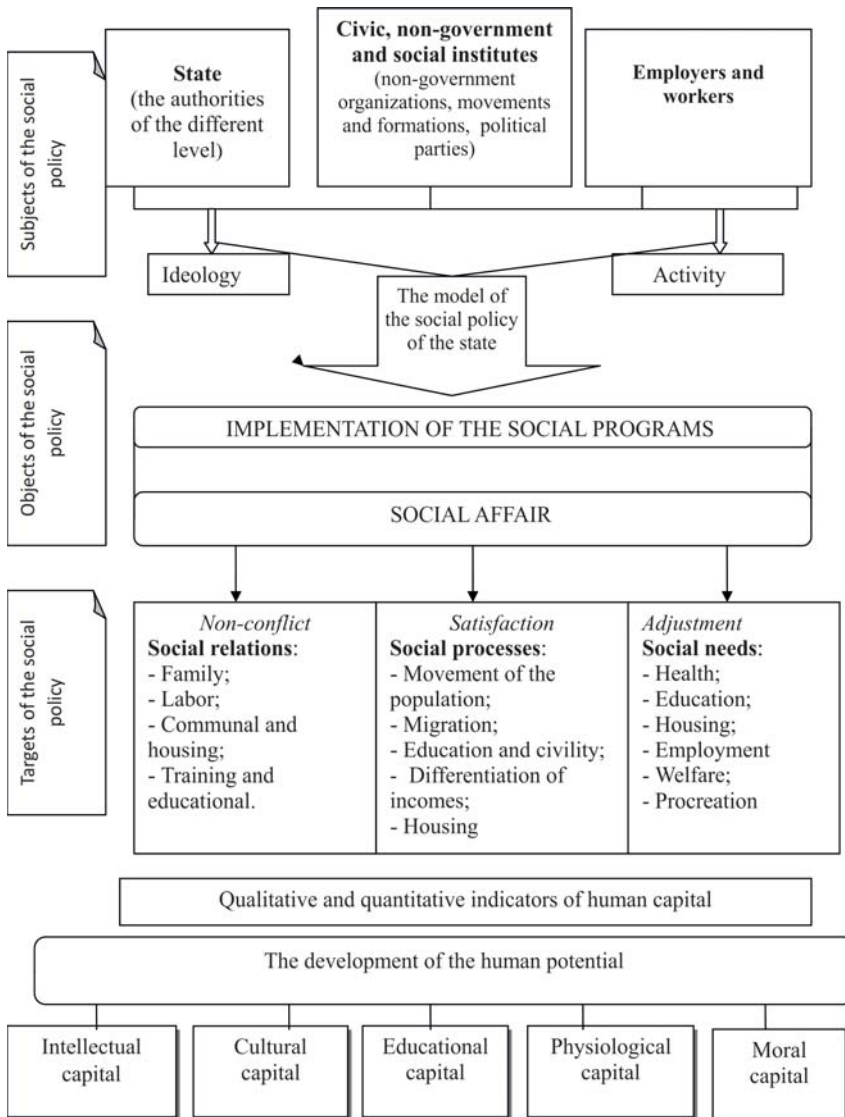 Subjects of the social
policy
State
(the authorities
of the different
level)
Civic, non-government
and social institutes
(non-government
organizations, movements
and formations,  political
parties)
Employers and
workers
Ideology
Activity
The model of
the social policy
of the state
Objects of the social
policy
IMPLEMENTATION OF THE SOCIAL PROGRAMS
SOCIAL AFFAIR
Targets of the social
policy
Non-conflict
Social relations:
- Family;
- Labor;
- Communal and
housing;
- Training and
educational.
Satisfaction
Social processes:
- Movement of the
population;
- Migration;
- Education and civility;
-  Differentiation of
incomes;
- Housing
Adjustment
Social needs:
- Health;
- Education;
- Housing;
- Employment
- Welfare;
- Procreation
Qualitative and quantitative indicators of human capital
The development of the human potential
Intellectual
capital
Cultural
capital
Educational
capital
Physiological
capital
Moral
capital